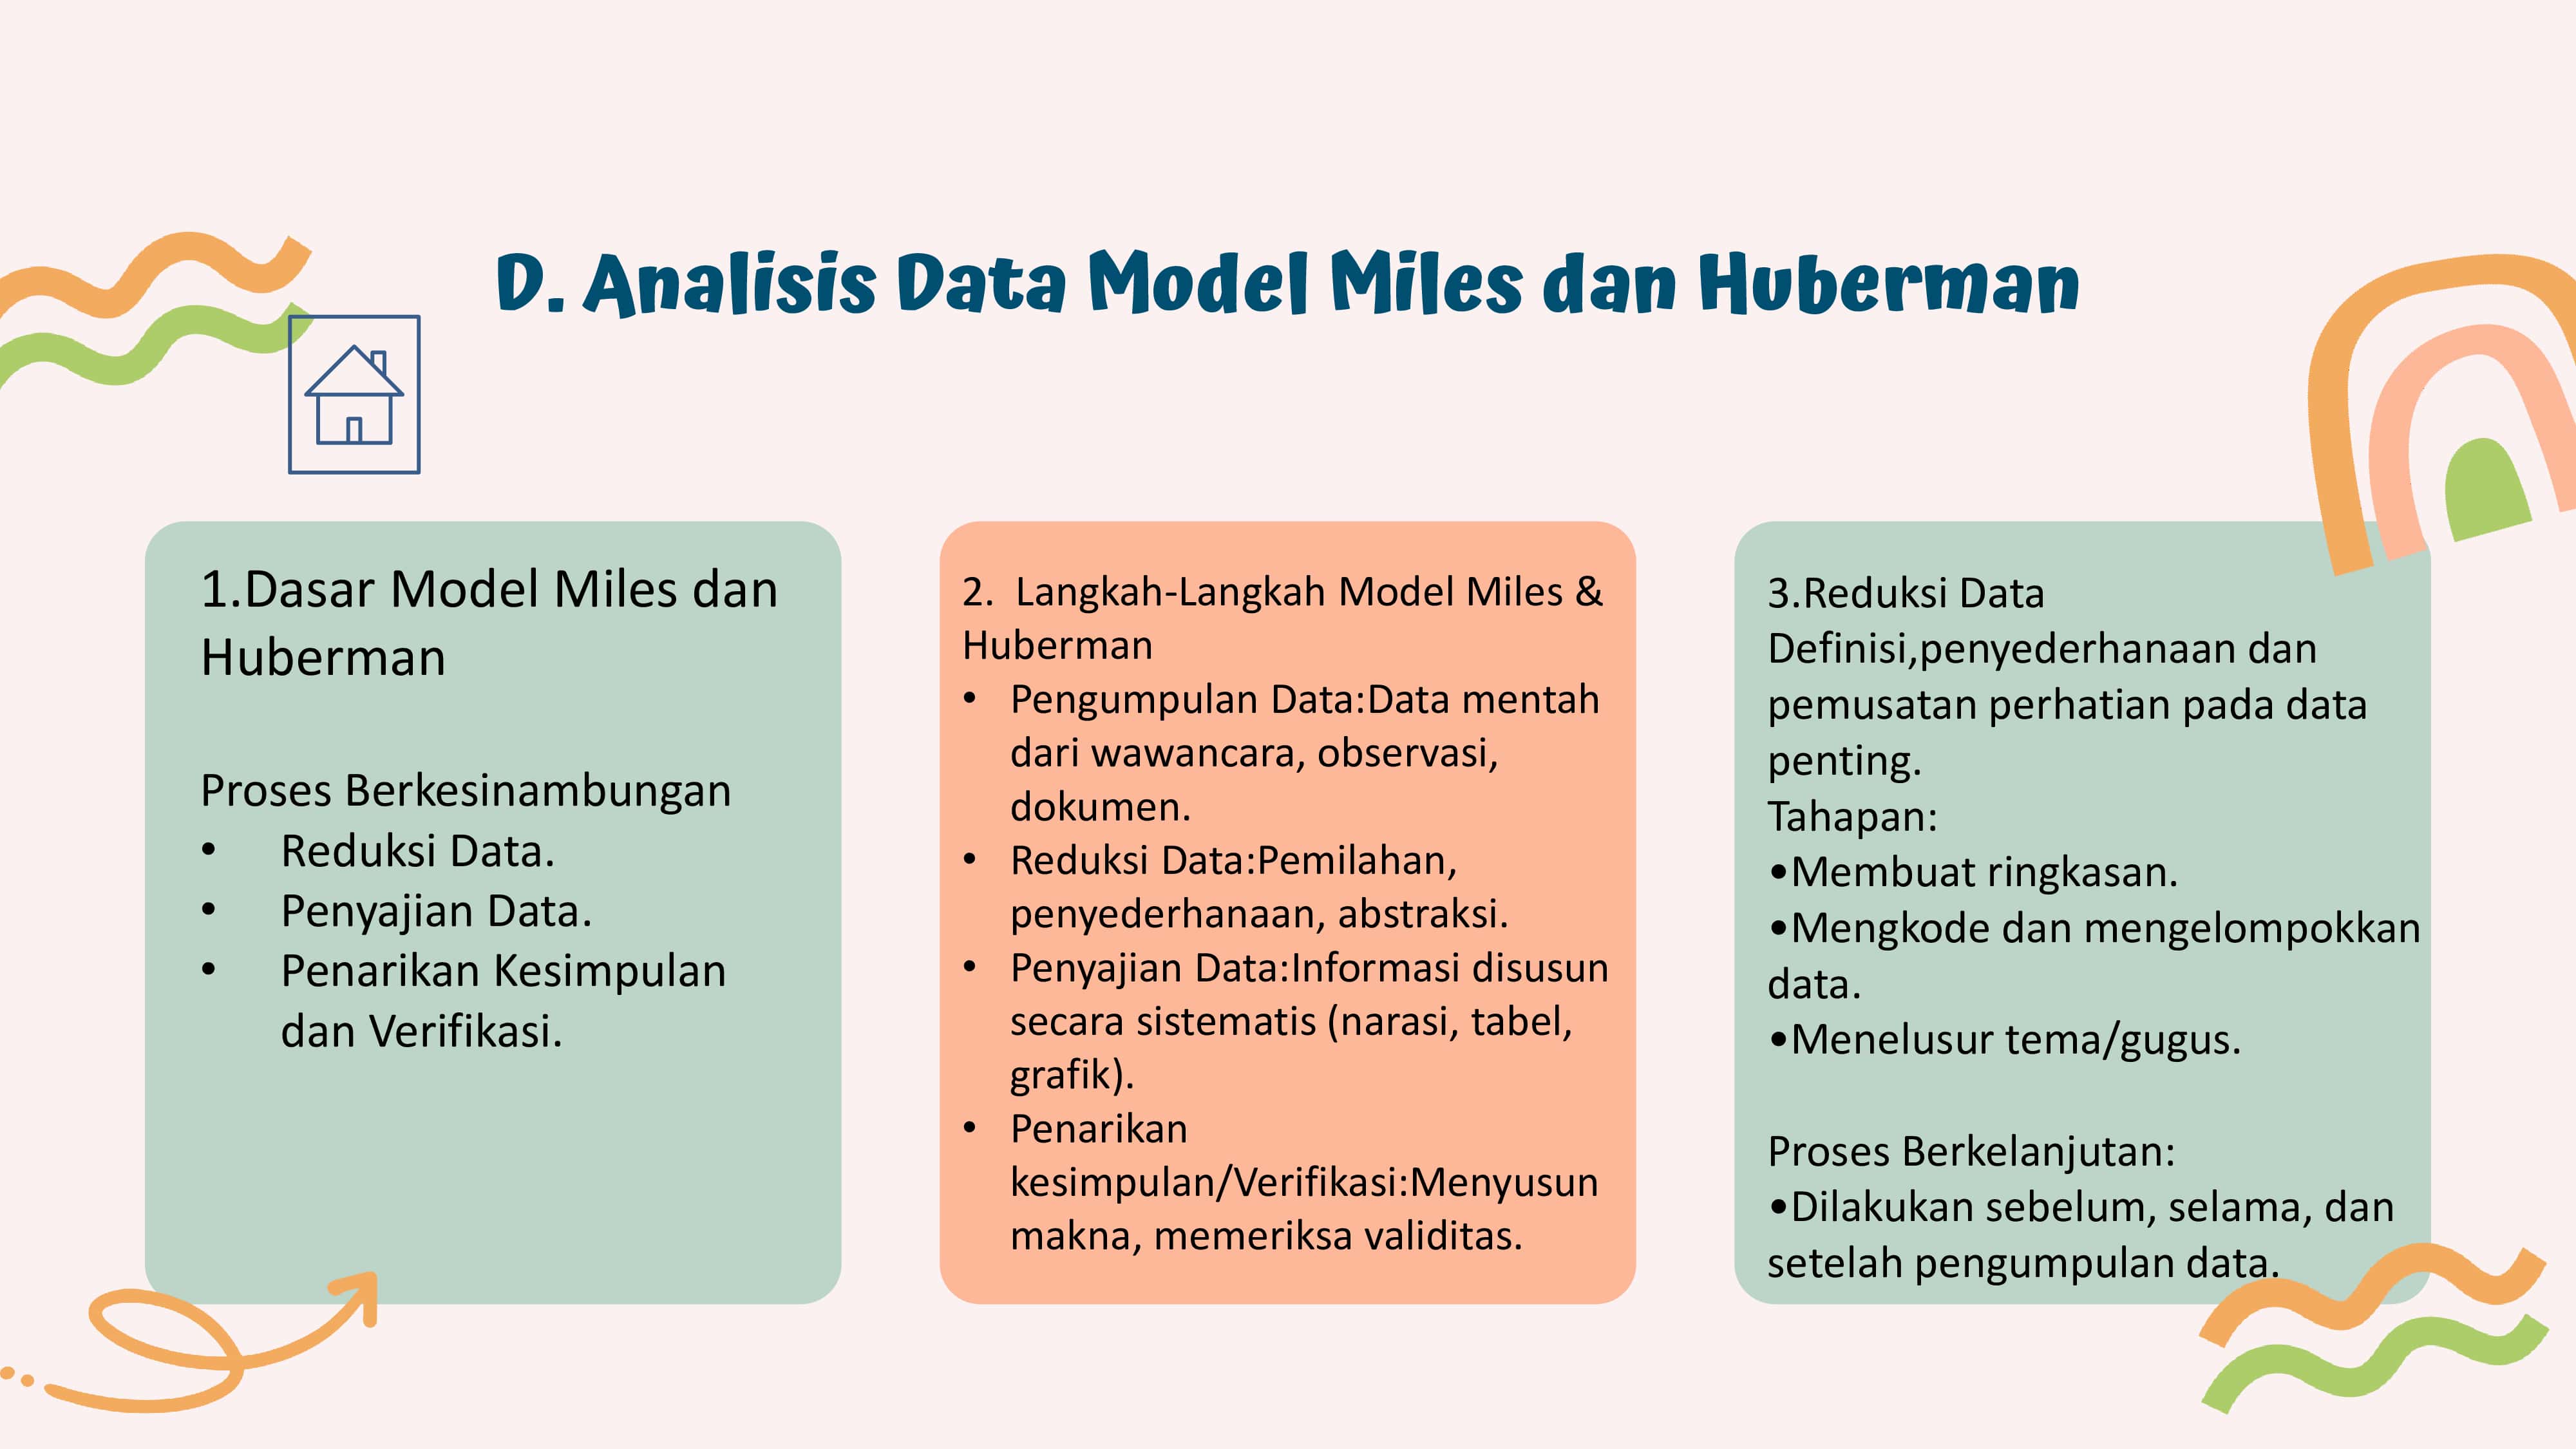 D. Analisis Data Model Miles dan Huberman
1.Dasar Model Miles dan
Huberman
Proses Berkesinambungan
• Reduksi Data.
• Penyajian Data.
• Penarikan Kesimpulan
dan Verifikasi.
2. Langkah-Langkah Model Miles &
Huberman
• Pengumpulan Data:Data mentah
dari wawancara, observasi,
dokumen.
• Reduksi Data:Pemilahan,
penyederhanaan, abstraksi.
• Penyajian Data:Informasi disusun
secara sistematis (narasi, tabel,
grafik).
• Penarikan
kesimpulan/Verifikasi:Menyusun
makna, memeriksa validitas.
3.Reduksi Data
Definisi,penyederhanaan dan
pemusatan perhatian pada data
penting.
Tahapan:
•Membuat ringkasan.
•Mengkode dan mengelompokkan
data.
•Menelusur tema/gugus.
Proses Berkelanjutan:
•Dilakukan sebelum, selama, dan
setelah pengumpulan data.